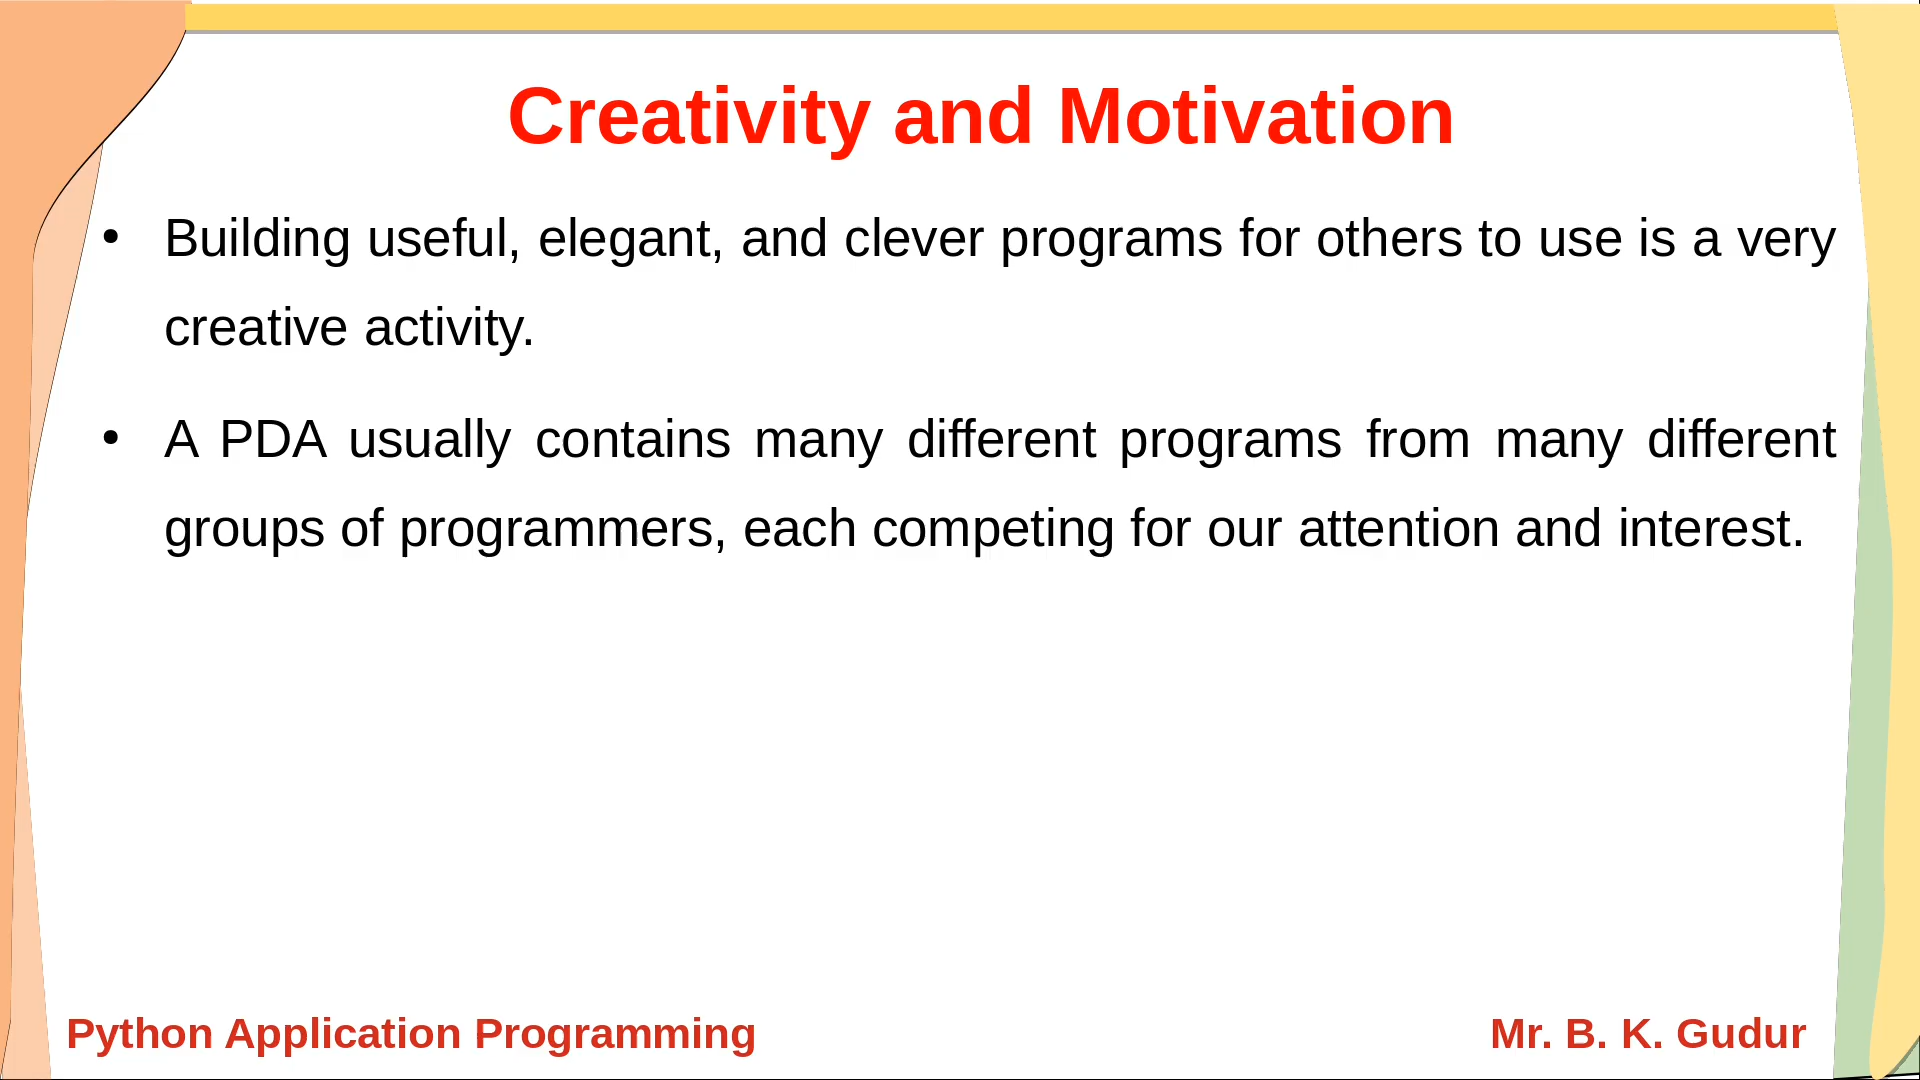 Creativity and Motivation
• Building useful, elegant, and clever programs for others to use is a very
creative activity.
• A PDA usually contains many different programs from many different
groups of programmers, each competing for our attention and interest.
Python Application Programming
Mr. B. K. Gudur